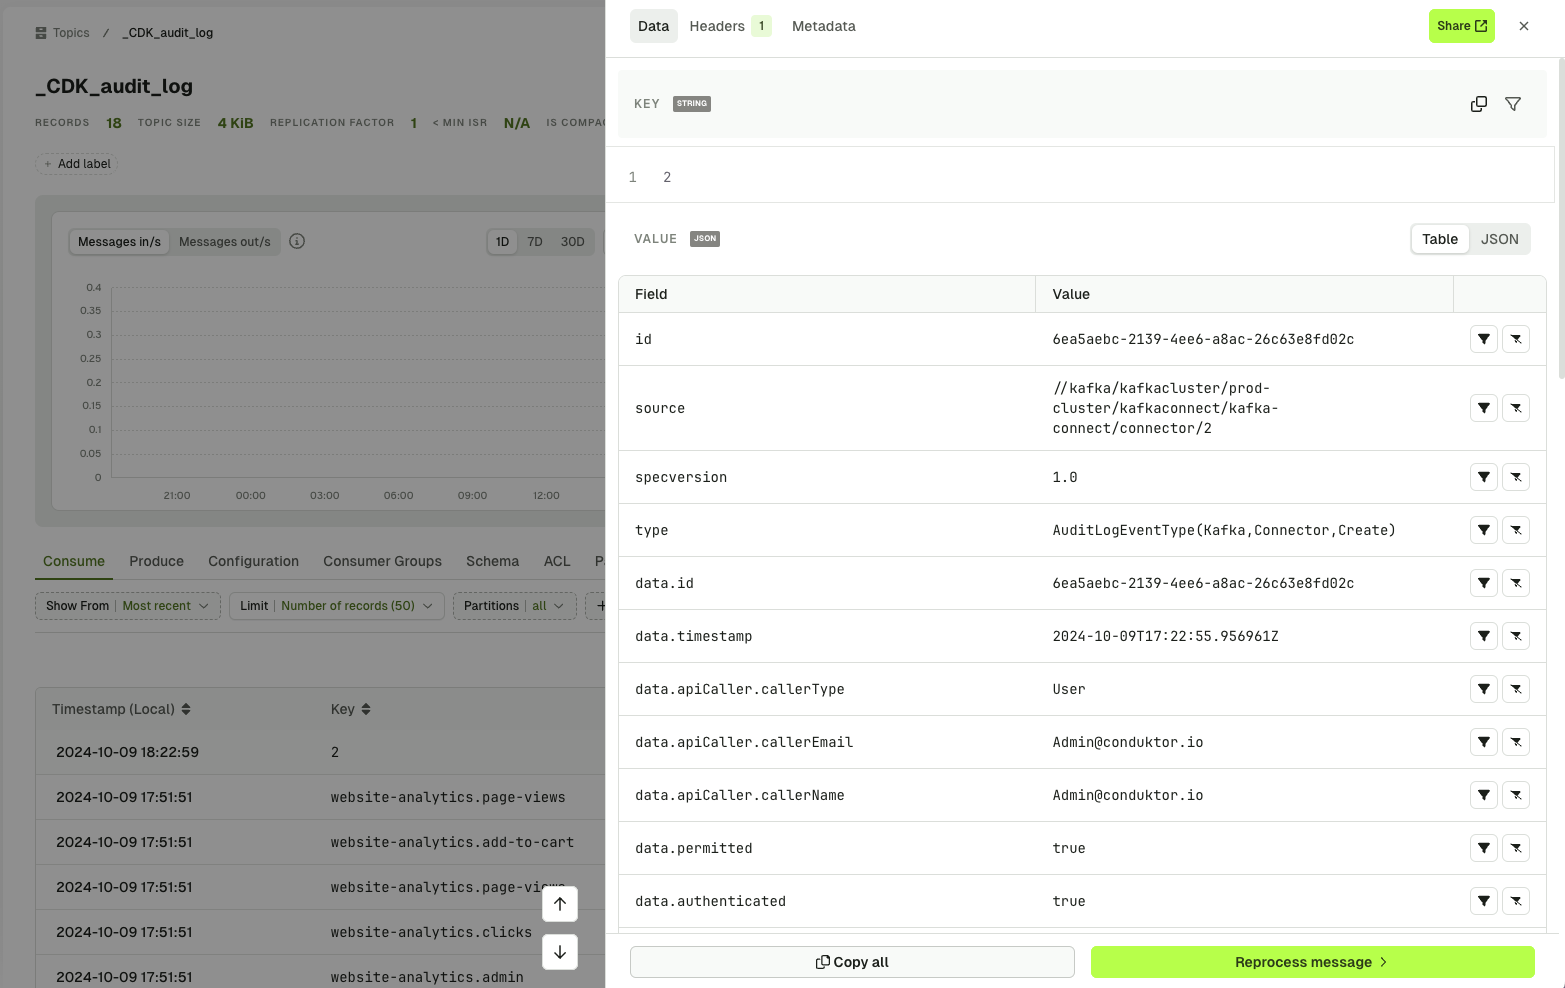 Topics / _CDK_audit_log
_CDK_audit_log
RECORDS 18 TOPIC SIZE 4 KiB REPLICATION FACTOR 1 < MIN ISR N/A IS COMPAC
+ Add label
Messages in/s Messages out/s 1D 7D 30D
0.4
0.35
0.3
0.25
0.2
0.15
0.1
0.05
0
21:00 00:00 03:00 06:00 09:00 12:00
Consume Produce Configuration Consumer Groups Schema ACL
Show From Most recent Limit Number of records (50) Partitions all +
Timestamp (Local) Key
2024-10-09 18:22:59 2
2024-10-09 17:51:51 website-analytics.page-views
2024-10-09 17:51:51 website-analytics.add-to-cart
2024-10-09 17:51:51 website-analytics.page-views
2024-10-09 17:51:51 website-analytics.clicks
2024-10-09 17:51:51 website-analytics.admin
Data Headers 1 Metadata Share
KEY STRING
1 2
VALUE JSON Table JSON
Field Value
id 6ea5aebc-2139-4ee6-a8ac-26c63e8fd02c
source //kafka/kafkacluster/prod-
cluster/kafkaconnect/kafka-
connect/connector/2
specversion 1.0
type AuditLogEventType(Kafka,Connector,Create)
data.id 6ea5aebc-2139-4ee6-a8ac-26c63e8fd02c
data.timestamp 2024-10-09T17:22:55.956961Z
data.apiCaller.callerType User
data.apiCaller.callerEmail Admin@conduktor.io
data.apiCaller.callerName Admin@conduktor.io
data.permitted true
data.authenticated true
Copy all Reprocess message